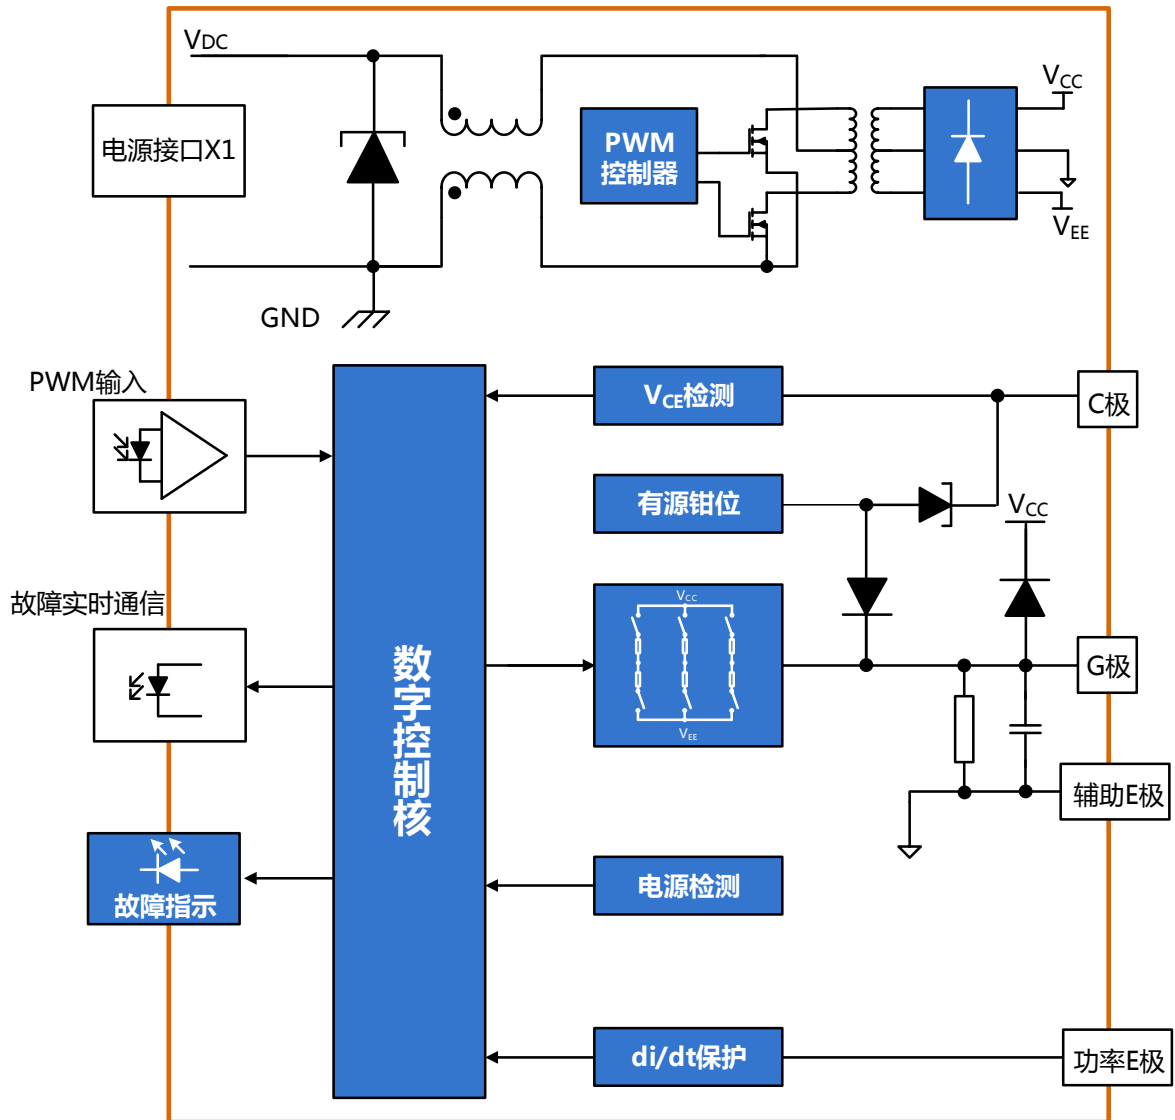 VDC
VCC
电源接口X1
PWM
控制器
VEE
GND
PWM输入
VCE检测
C极
有源钳位
VCC
故障实时通信
VCC
数字控制核
G极
VEE
辅助E极
电源检测
故障指示
di/dt保护
功率E极